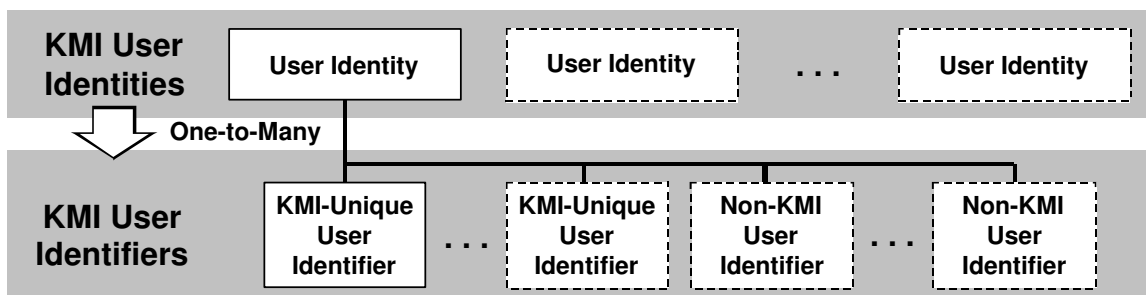 KMI User
Identities
User Identity
User Identity
. . .
User Identity
One-to-Many
KMI User
Identifiers
KMI-Unique
User
Identifier
. . .
KMI-Unique
User
Identifier
Non-KMI
User
Identifier
. . .
Non-KMI
User
Identifier